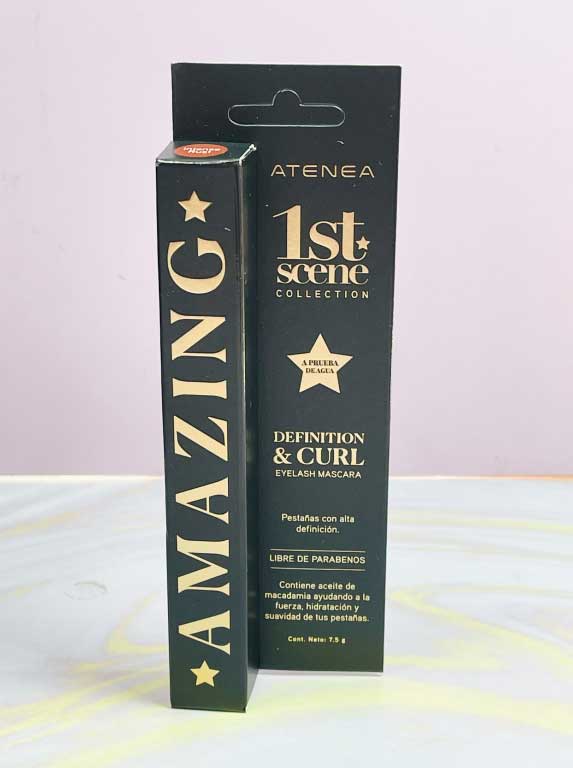 AMAZING
ATENEA
1st
scene
COLLECTION
A PRUEBA
DE AGUA
DEFINITION
& CURL
EYELASH MASCARA
Pestañas con alta
definición.
LIBRE DE PARABENOS
Contiene aceite de
macadamia ayudando a la
fuerza, hidratación y
suavidad de tus pestañas.
Cont. Neto: 7.5 g